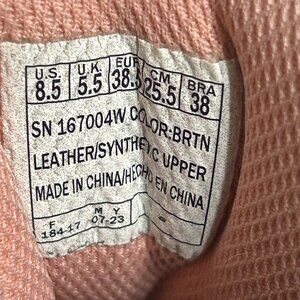 U.S. U.K EUR CM BRA
8.5 5.5 38.5 25.5 38
SN 167004W COLOR:BRTN
LEATHER/SYNTHETIC UPPER
MADE IN CHINA/HECHO EN CHINA
F M Y
184-17 07-23